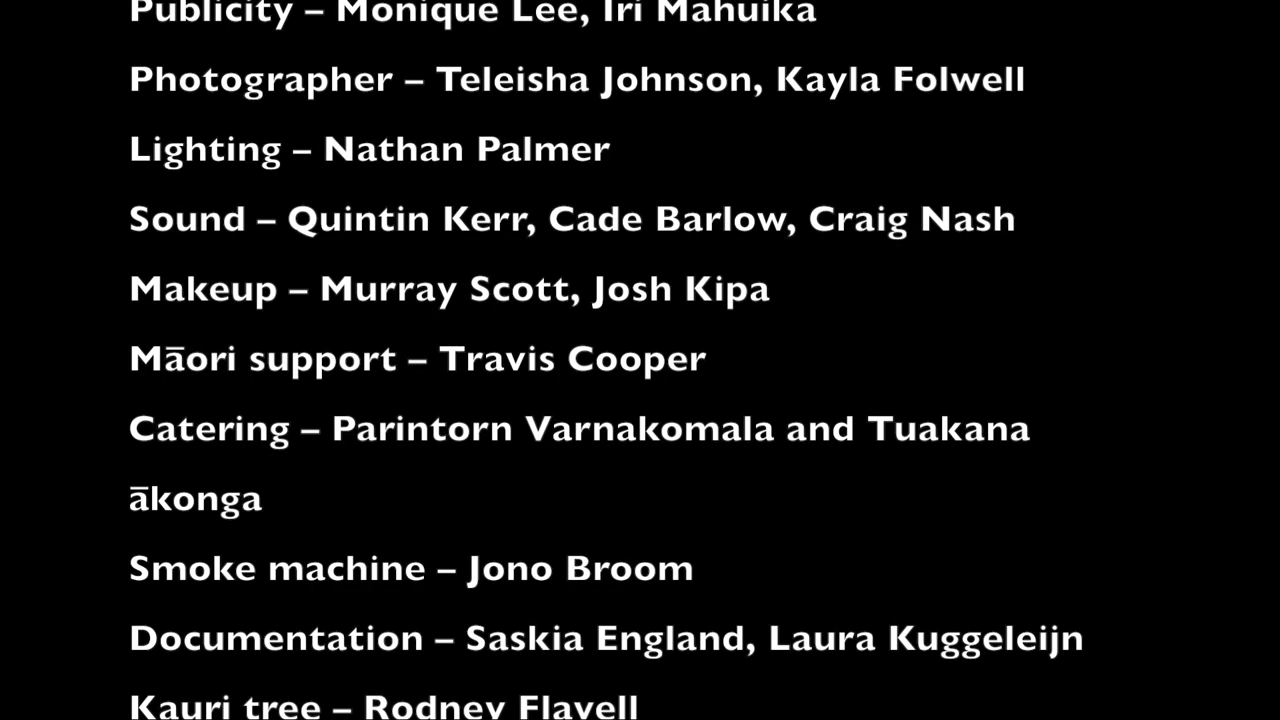 Publicity – Monique Lee, Iri Mahuika
Photographer – Teleisha Johnson, Kayla Folwell
Lighting – Nathan Palmer
Sound – Quintin Kerr, Cade Barlow, Craig Nash
Makeup – Murray Scott, Josh Kipa
Māori support – Travis Cooper
Catering – Parintorn Varnakomala and Tuakana
ākonga
Smoke machine – Jono Broom
Documentation – Saskia England, Laura Kuggeleijn
Kauri tree – Rodney Flavell